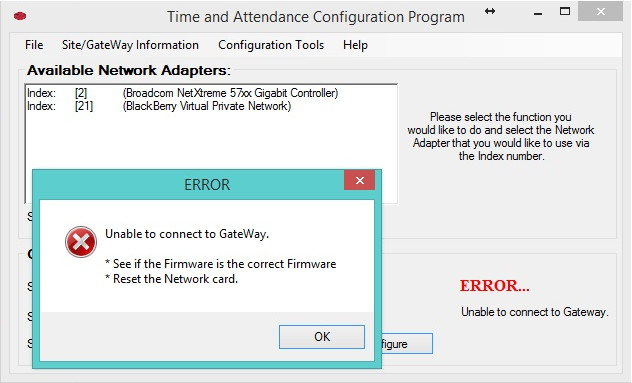 Time and Attendance Configuration Program
File Site/GateWay Information Configuration Tools Help
Available Network Adapters:
Index: [2] (Broadcom NetXtreme 57xx Gigabit Controller)
Index: [21] (BlackBerry Virtual Private Network)
Please select the function you
would like to do and select the Network
Adapter that you would like to use via
the Index number.
ERROR
Unable to connect to GateWay.
* See if the Firmware is the correct Firmware
* Reset the Network card.
OK
ERROR...
Unable to connect to Gateway.